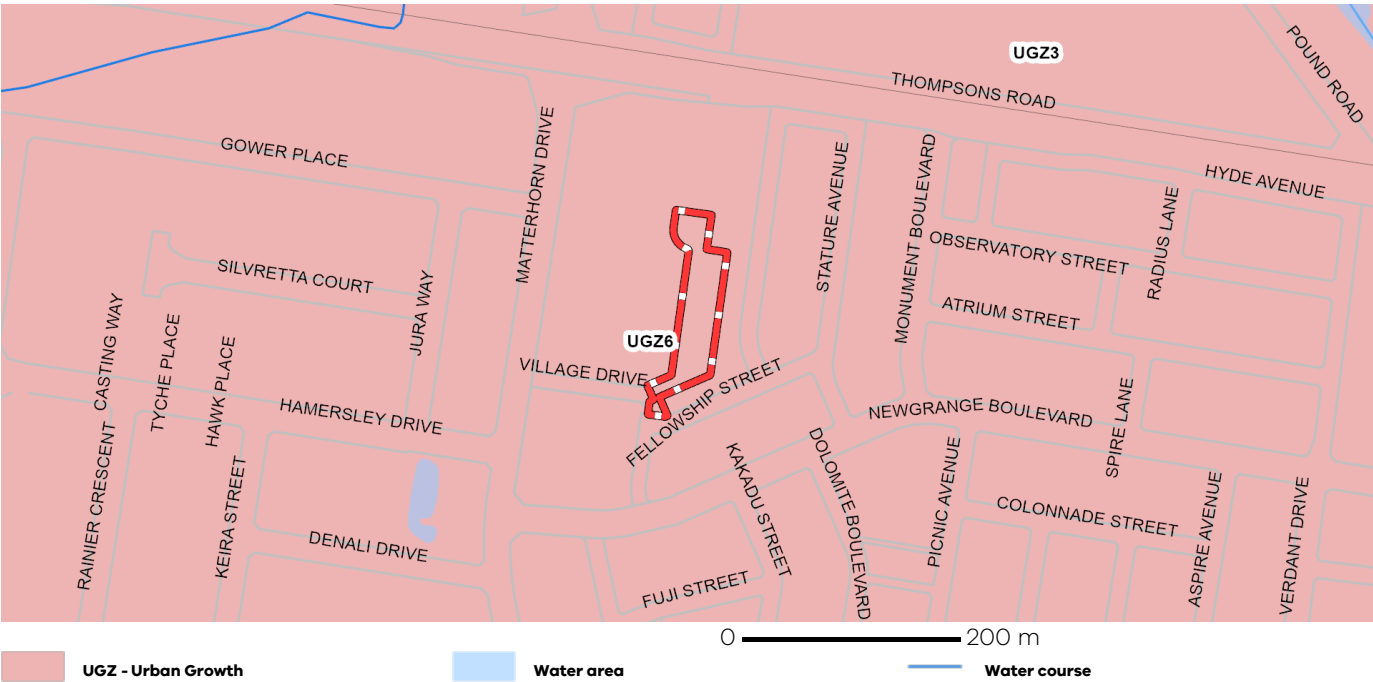 UGZ3
POUND ROAD
THOMPSONS ROAD
GOWER PLACE
MATTERHORN DRIVE
STATURE AVENUE
MONUMENT BOULEVARD
HYDE AVENUE
RADIUS LANE
OBSERVATORY STREET
SILVRETTA COURT
JURA WAY
ATRIUM STREET
CASTING WAY
TYCHE PLACE
HAWK PLACE
UGZ6
VILLAGE DRIVE
FELLOWSHIP STREET
HAMERSLEY DRIVE
NEWGRANGE BOULEVARD
SPIRE LANE
RAINIER CRESCENT
KEIRA STREET
KAKADU STREET
DOLOMITE BOULEVARD
PICNIC AVENUE
COLONNADE STREET
ASPIRE AVENUE
VERDANT DRIVE
DENALI DRIVE
FUJI STREET
0 200 m
UGZ - Urban Growth Water area Water course